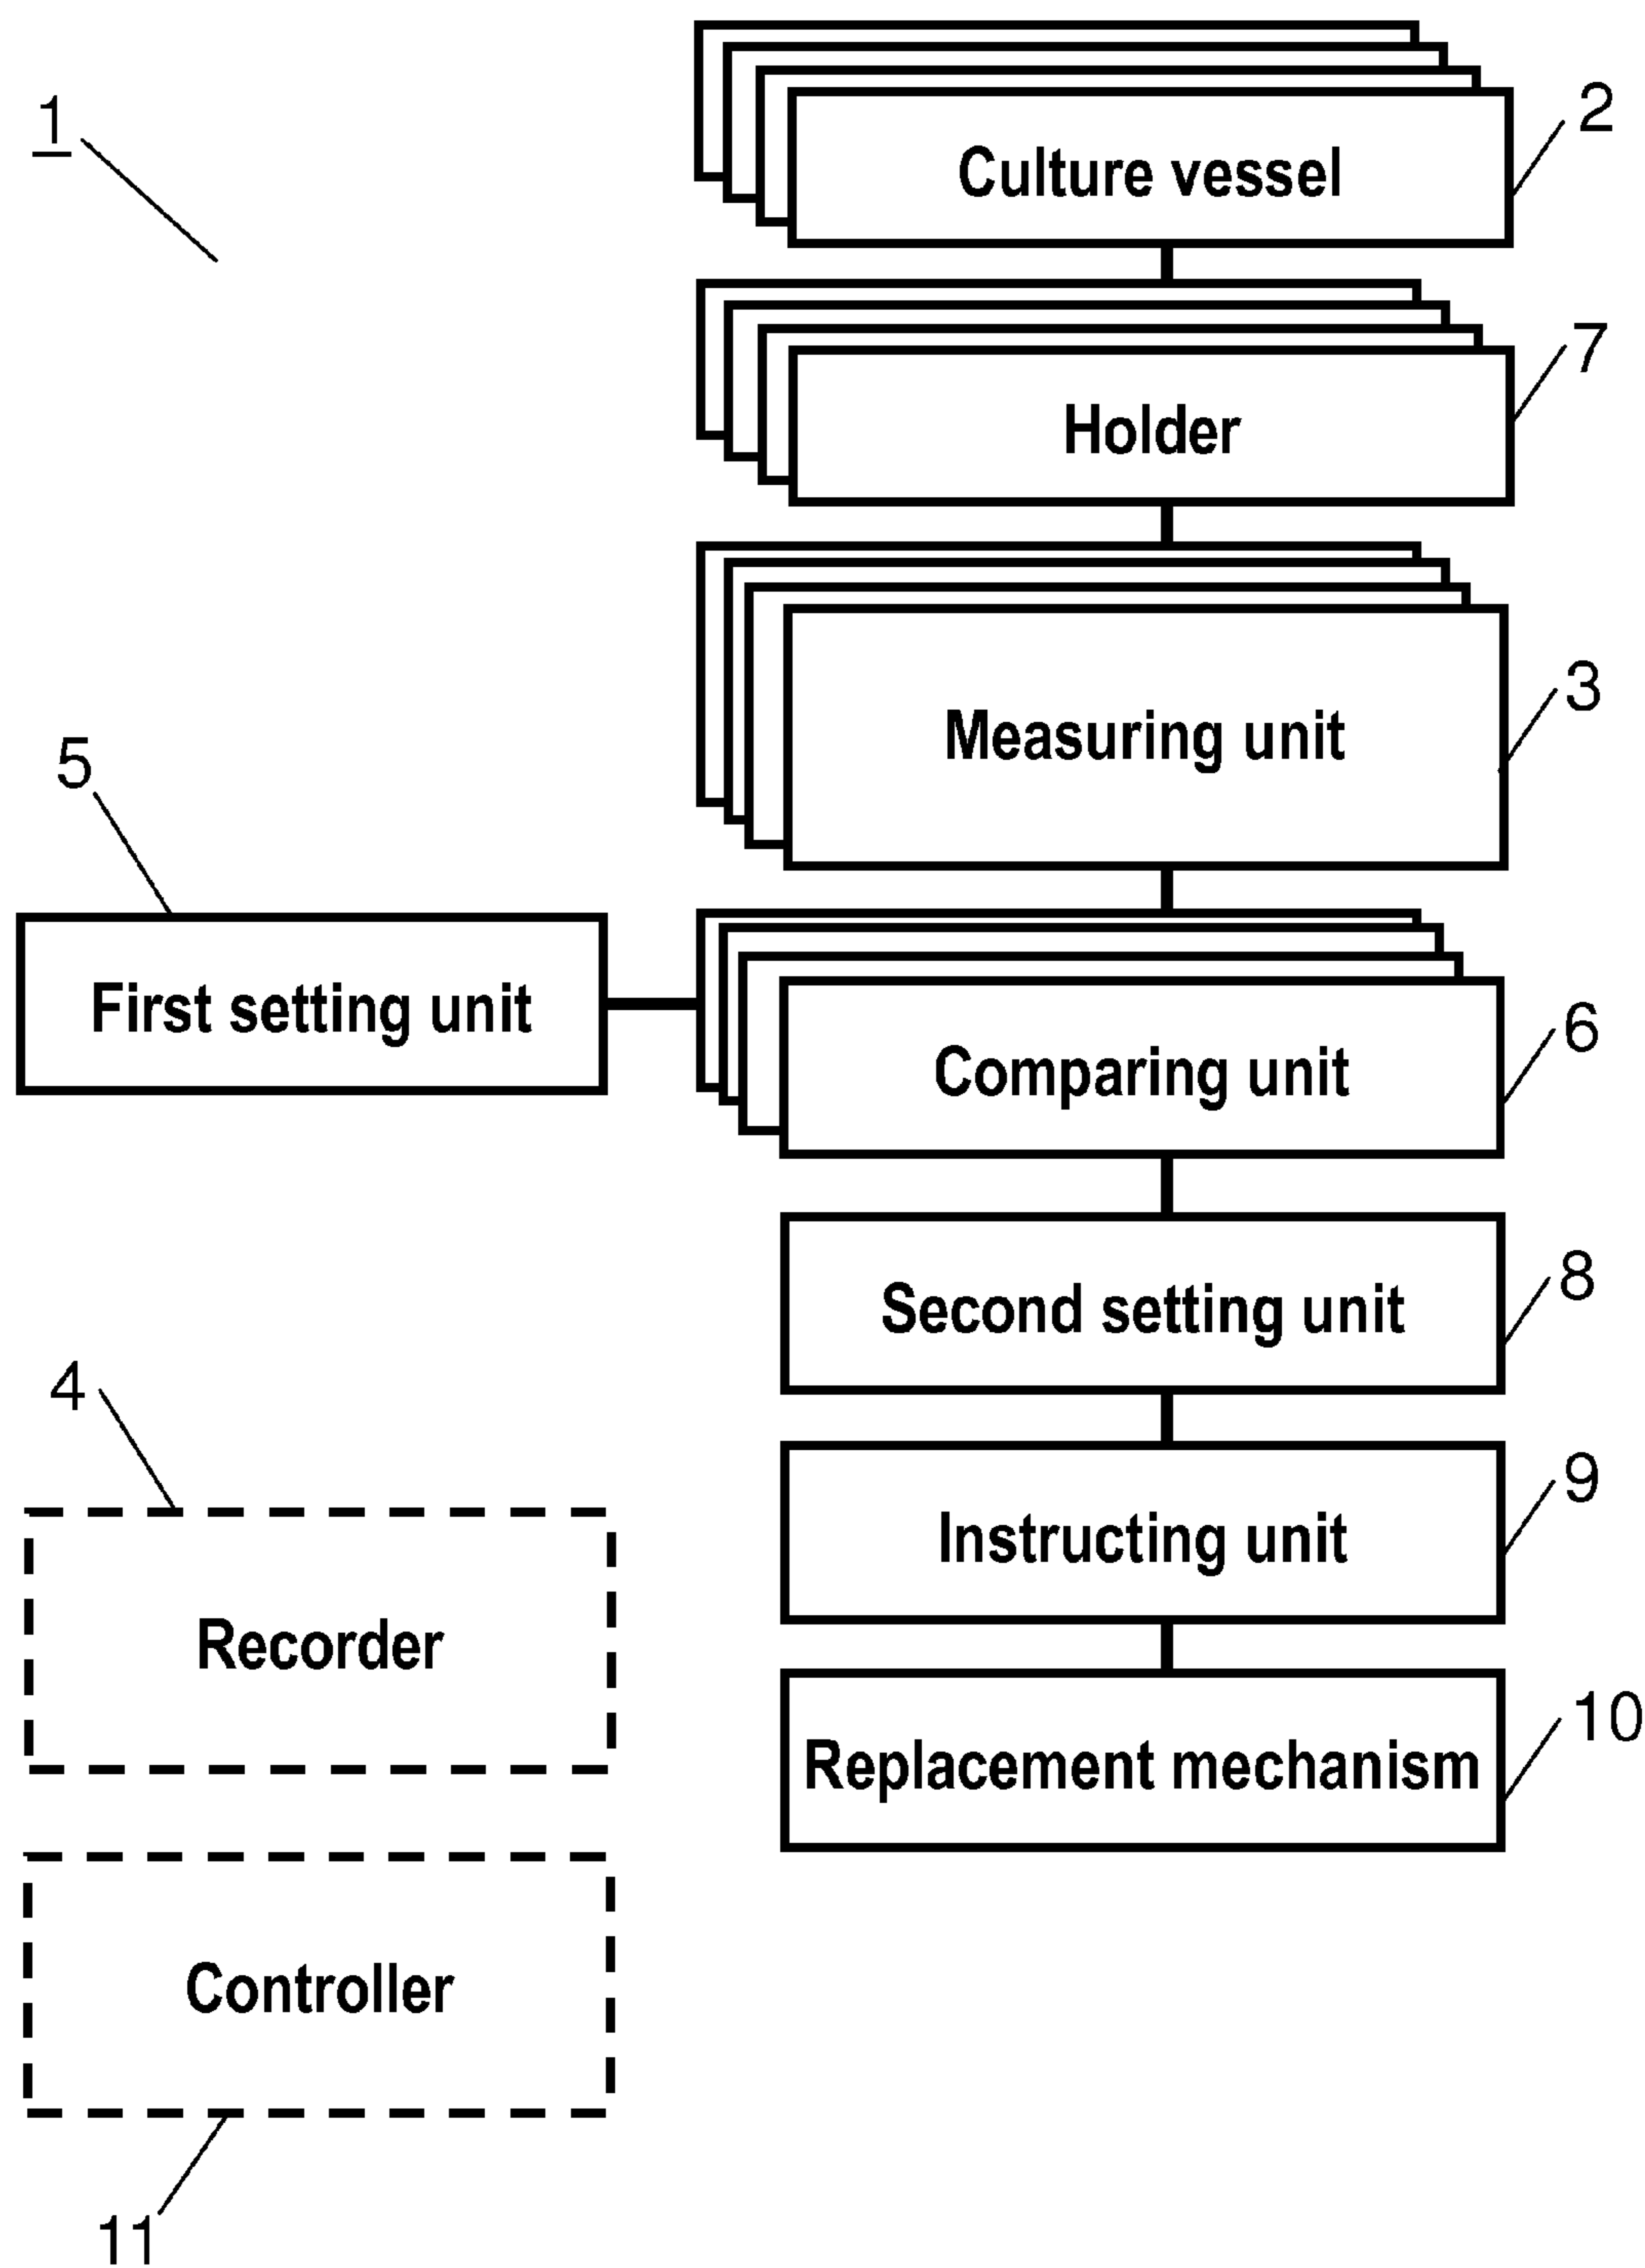 1
2
Culture vessel
7
Holder
3
Measuring unit
5
First setting unit
6
Comparing unit
8
Second setting unit
4
9
Instructing unit
Recorder
10
Replacement mechanism
Controller
11